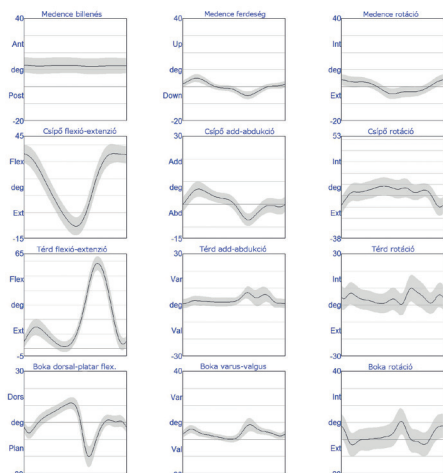 Medence billenés
40
Ant
deg
Post
-20
Medence ferdeség
40
Up
deg
Down
-20
Medence rotáció
40
Int
deg
Ext
-20
Csípő flexió-extenzió
45
Flex
deg
Ext
-15
Csípő add-abdukció
30
Add
deg
Abd
-15
Csípő rotáció
Int
deg
Ext
-38
Térd flexió-extenzió
65
Flex
deg
Ext
-5
Térd add-abdukció
30
Var
deg
Val
-30
Térd rotéció
30
Int
deg
Ext
-30
Boka dorsal-platar flex.
30
Dors
deg
Plan
Boka varus-valgus
40
Var
deg
Val
Boka rotáció
40
Int
deg
Ext